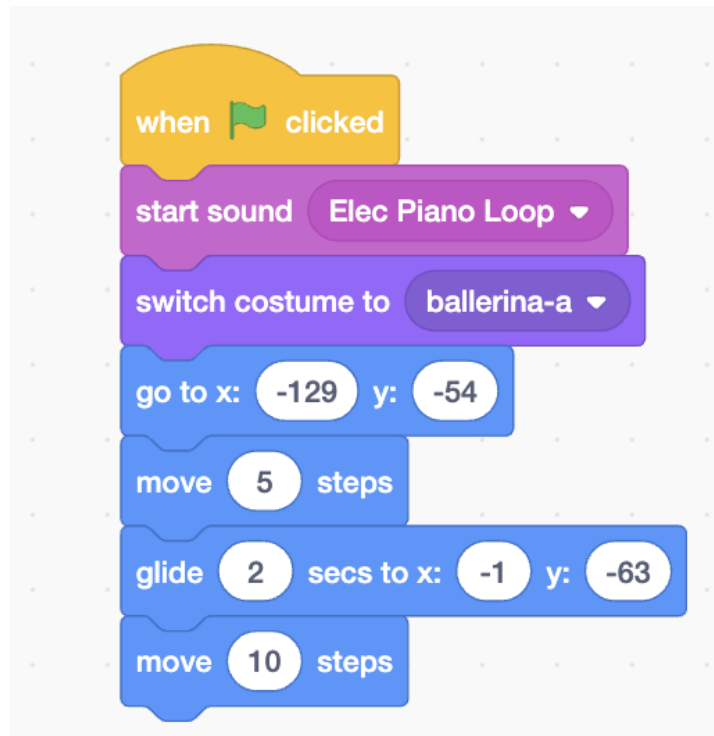 when clicked
start sound Elec Piano Loop
switch costume to ballerina-a
go to x: -129 y: -54
move 5 steps
glide 2 secs to x: -1 y: -63
move 10 steps